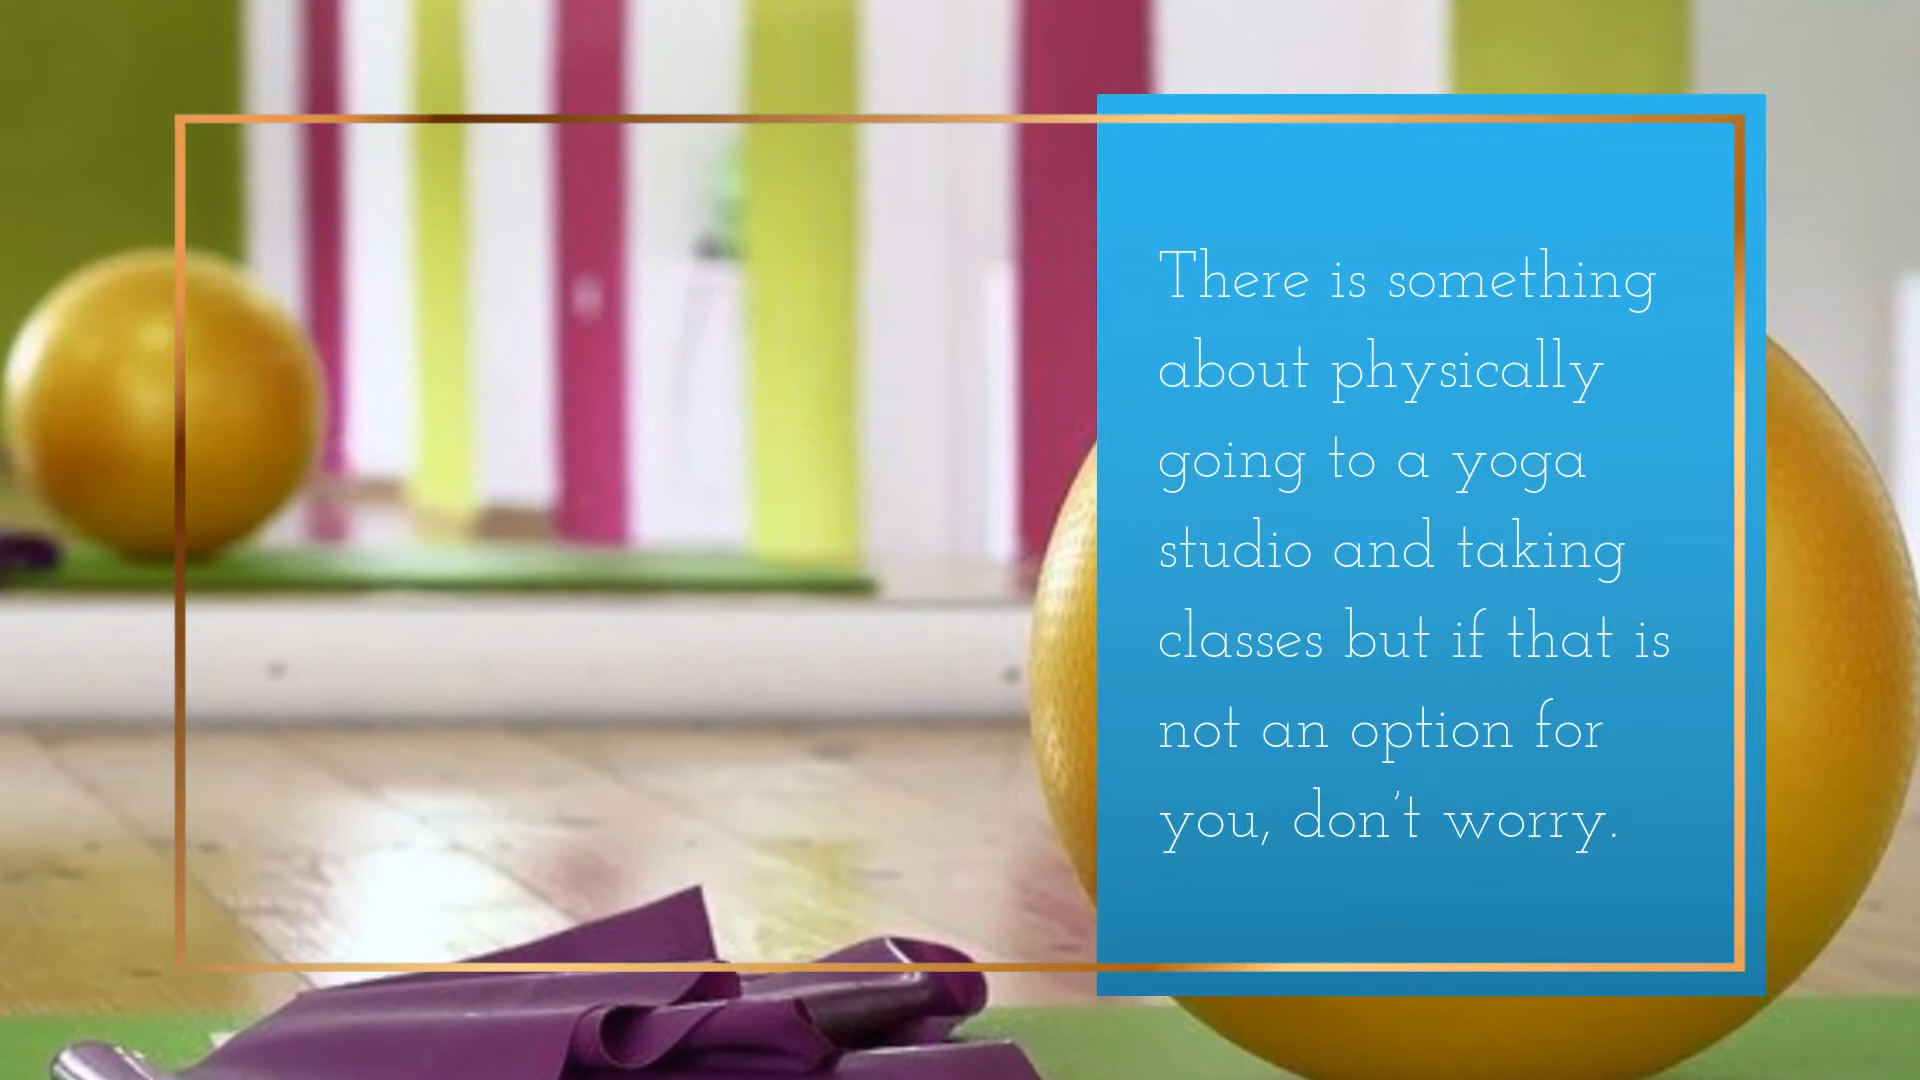 There is something
about physically
going to a yoga
studio and taking
classes but if that is
not an option for
you, don’t worry.